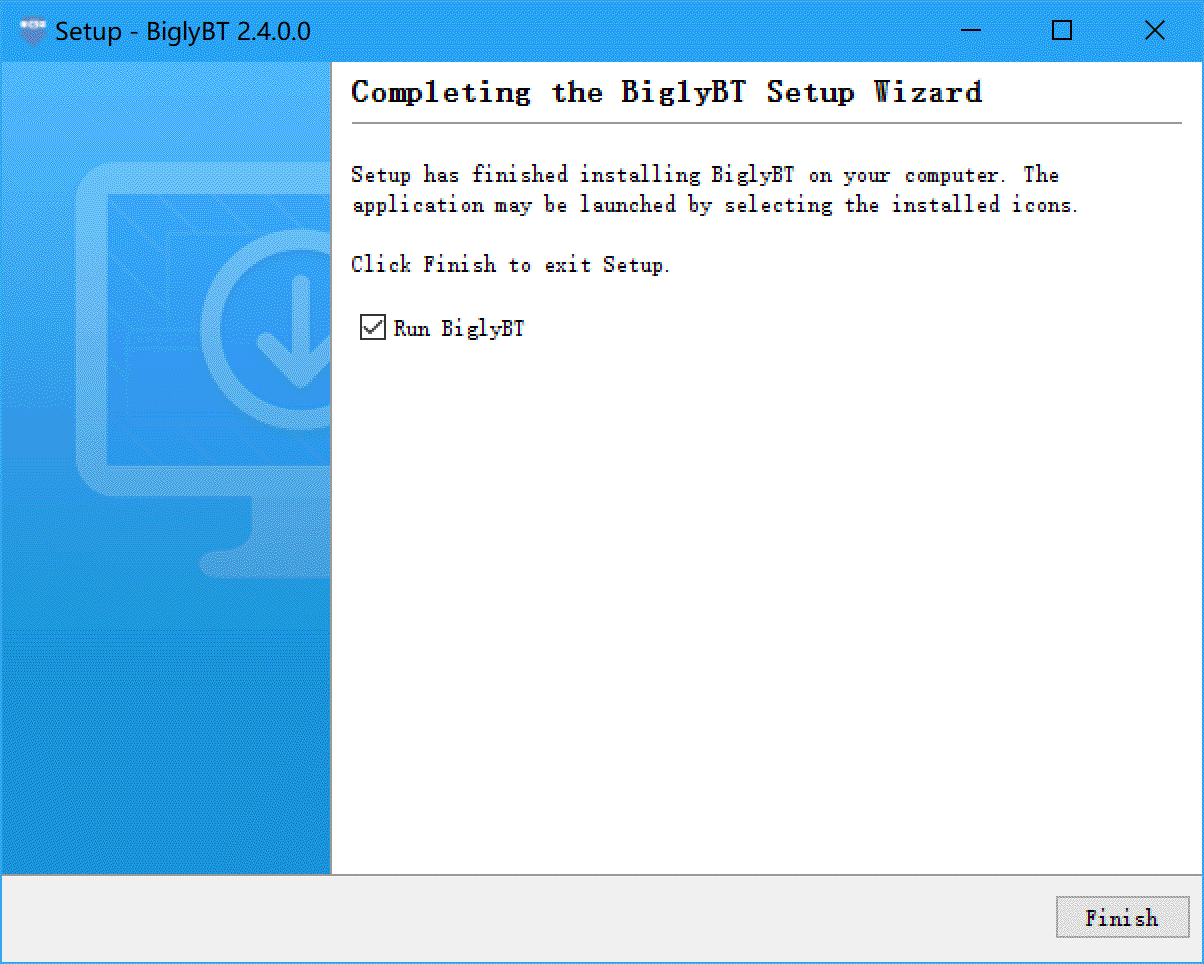 Setup - BiglyBT 2.4.0.0
Completing the BiglyBT Setup Wizard
Setup has finished installing BiglyBT on your computer. The
application may be launched by selecting the installed icons.
Click Finish to exit Setup.
Run BiglyBT
Finish